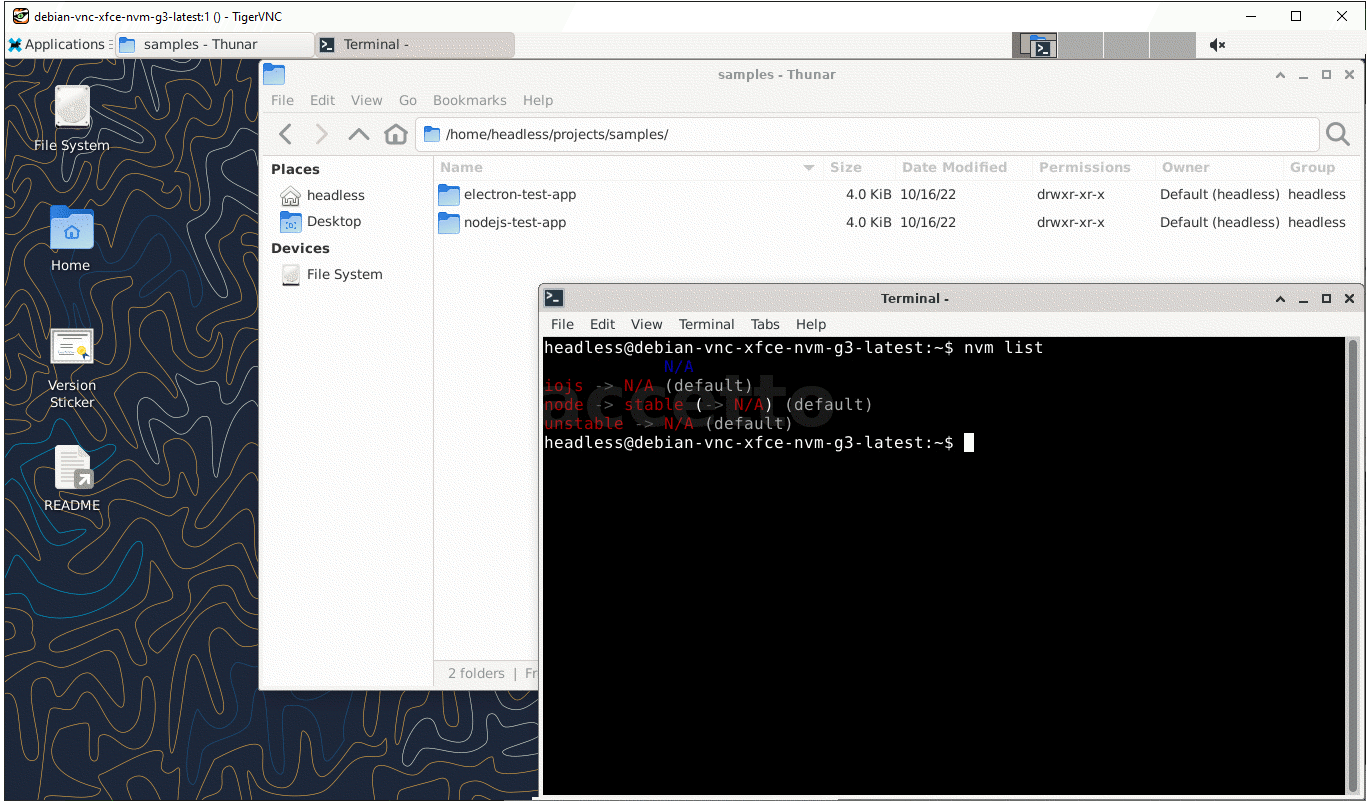 debian-vnc-xfce-nvm-g3-latest:1 () - TigerVNC
Applications samples - Thunar Terminal -
File System
Home
Version
Sticker
README
samples - Thunar
File Edit View Go Bookmarks Help
/home/headless/projects/samples/
Places
headless
Desktop
Devices
File System
Name Size Date Modified Permissions Owner Group
electron-test-app 4.0 KiB 10/16/22 drwxr-xr-x Default (headless) headless
nodejs-test-app 4.0 KiB 10/16/22 drwxr-xr-x Default (headless) headless
2 folders | Fr
Terminal -
File Edit View Terminal Tabs Help
headless@debian-vnc-xfce-nvm-g3-latest:~$ nvm list
N/A
iojs -> N/A (default)
node -> stable (-> N/A) (default)
unstable -> N/A (default)
headless@debian-vnc-xfce-nvm-g3-latest:~$
accetto